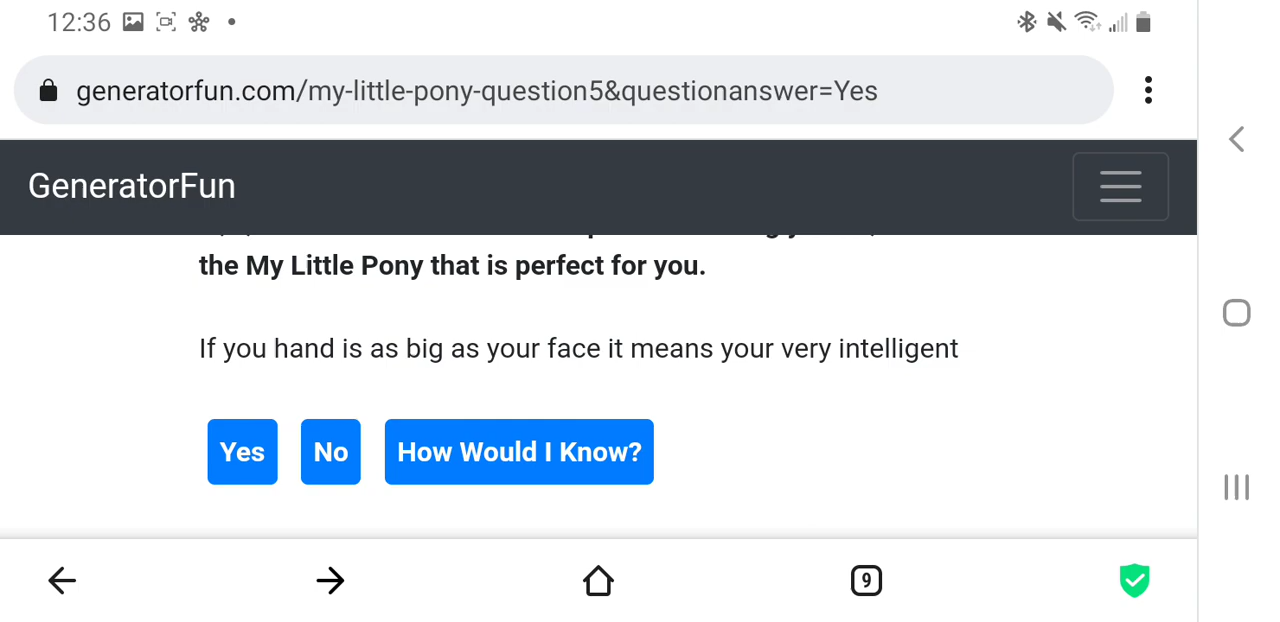 12:36
generatorfun.com/my-little-pony-question5&questionanswer=Yes
GeneratorFun
the My Little Pony that is perfect for you.
If you hand is as big as your face it means your very intelligent
Yes No How Would I Know?
9